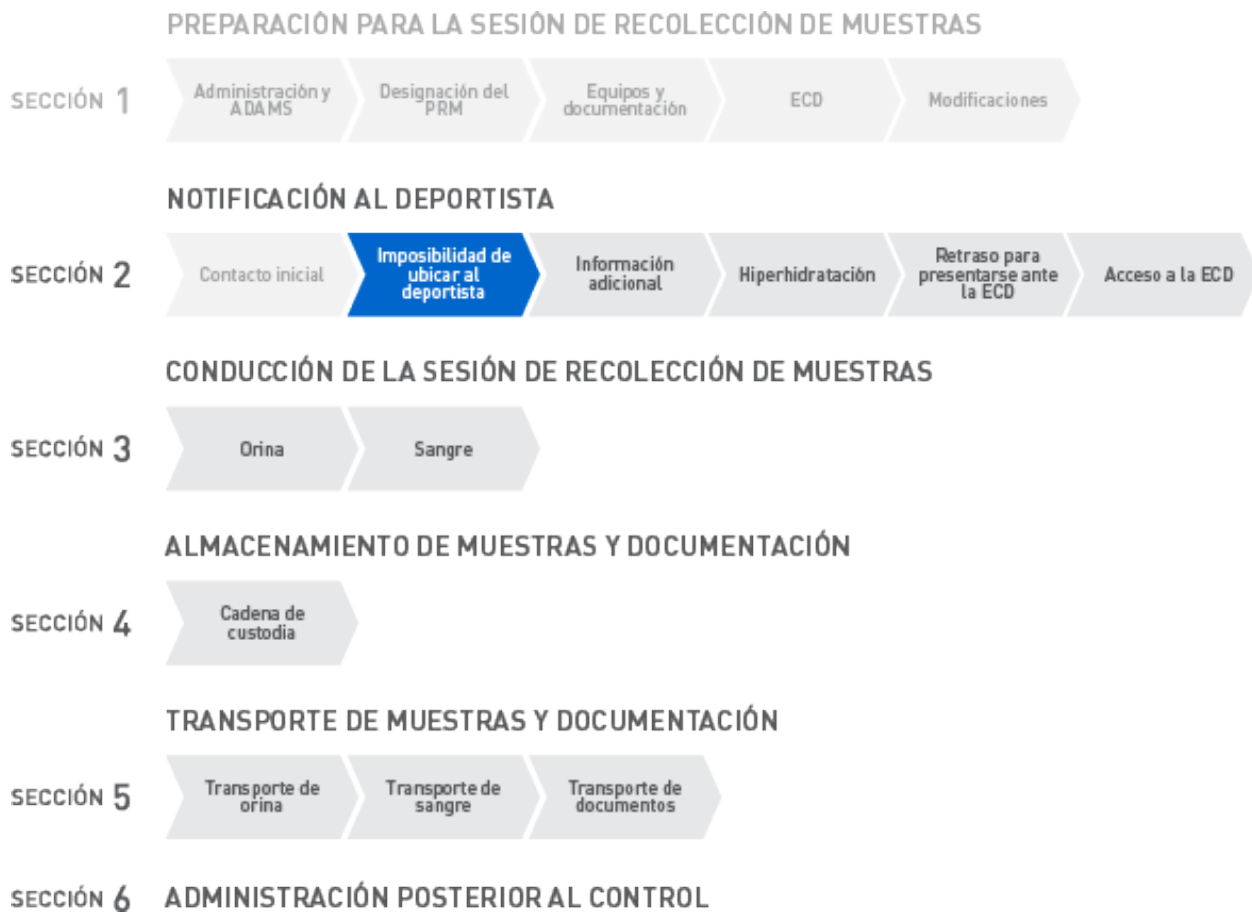 PREPARACIÓN PARA LA SESIÓN DE RECOLECCIÓN DE MUESTRAS
SECCIÓN 1
Administración y
ADAMS
Designación del
PRM
Equipos y
documentación
ECD
Modificaciones
NOTIFICACIÓN AL DEPORTISTA
SECCIÓN 2
Contacto inicial
Imposibilidad de
ubicar al
deportista
Información
adicional
Hiperhidratación
Retraso para
presentarse ante
la ECD
Acceso a la ECD
CONDUCCIÓN DE LA SESIÓN DE RECOLECCIÓN DE MUESTRAS
SECCIÓN 3
Orina
Sangre
ALMACENAMIENTO DE MUESTRAS Y DOCUMENTACIÓN
SECCIÓN 4
Cadena de
custodia
TRANSPORTE DE MUESTRAS Y DOCUMENTACIÓN
SECCIÓN 5
Transporte de
orina
Transporte de
sangre
Transporte de
documentos
SECCIÓN 6 ADMINISTRACIÓN POSTERIOR AL CONTROL